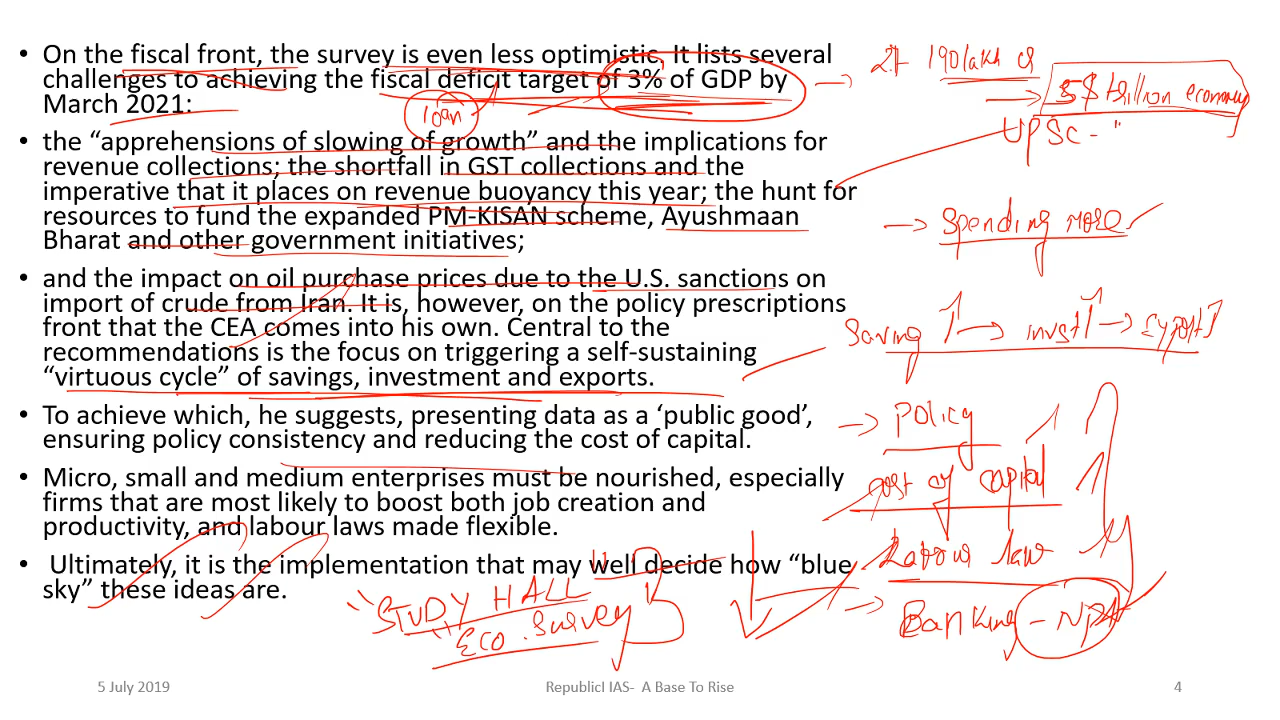 • On the fiscal front, the survey is even less optimistic. It lists several
challenges to achieving the fiscal deficit target of 3% of GDP by
March 2021:
• the “apprehensions of slowing of growth” and the implications for
revenue collections; the shortfall in GST collections and the
imperative that it places on revenue buoyancy this year; the hunt for
resources to fund the expanded PM-KISAN scheme, Ayushmaan
Bharat and other government initiatives;
• and the impact on oil purchase prices due to the U.S. sanctions on
import of crude from Iran. It is, however, on the policy prescriptions
front that the CEA comes into his own. Central to the
recommendations is the focus on triggering a self-sustaining
“virtuous cycle” of savings, investment and exports.
• To achieve which, he suggests, presenting data as a ‘public good’,
ensuring policy consistency and reducing the cost of capital.
• Micro, small and medium enterprises must be nourished, especially
firms that are most likely to boost both job creation and
productivity, and labour laws made flexible.
• Ultimately, it is the implementation that may well decide how “blue
sky” these ideas are.
loan
190 lakh cr
5$ trillion economy
UPSC - "
Spending more
Saving → invst → Export
→ Policy
cost of capital
Labour law
→ Banking - NPA
"STUDY HALL
Eco. Survey
5 July 2019
Republicl IAS- A Base To Rise
4